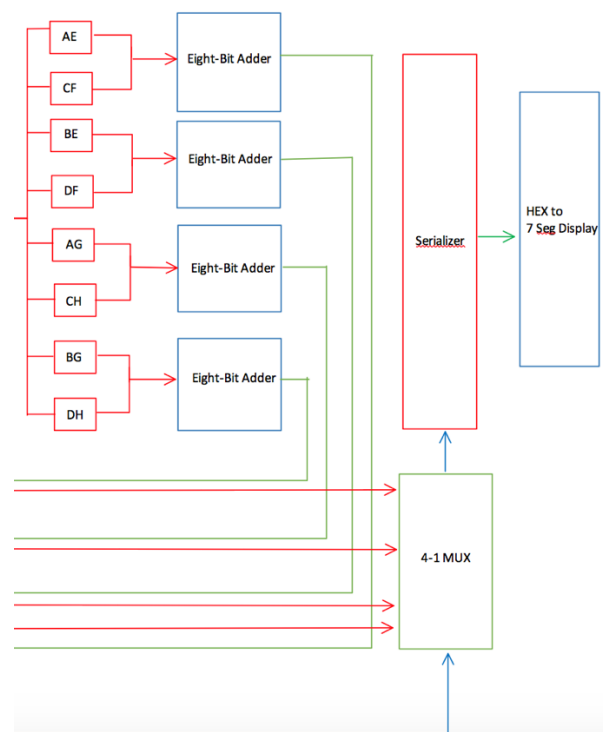 AE
CF
Eight-Bit Adder
BE
DF
Eight-Bit Adder
AG
CH
Eight-Bit Adder
BG
DH
Eight-Bit Adder
Serializer
HEX to
7 Seg Display
4-1 MUX